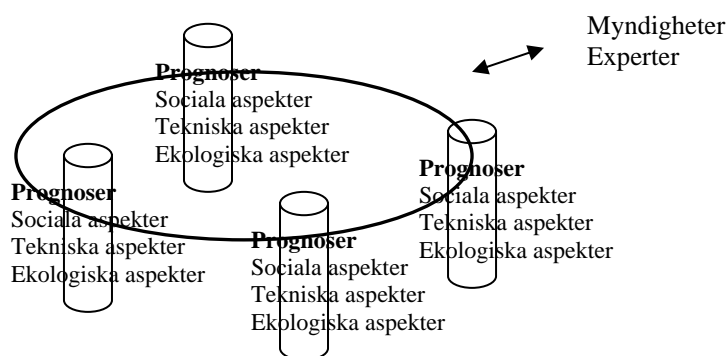 Myndigheter
Experter
Prognoser
Sociala aspekter
Tekniska aspekter
Ekologiska aspekter
Prognoser
Sociala aspekter
Tekniska aspekter
Ekologiska aspekter
Prognoser
Sociala aspekter
Tekniska aspekter
Ekologiska aspekter
Prognoser
Sociala aspekter
Tekniska aspekter
Ekologiska aspekter